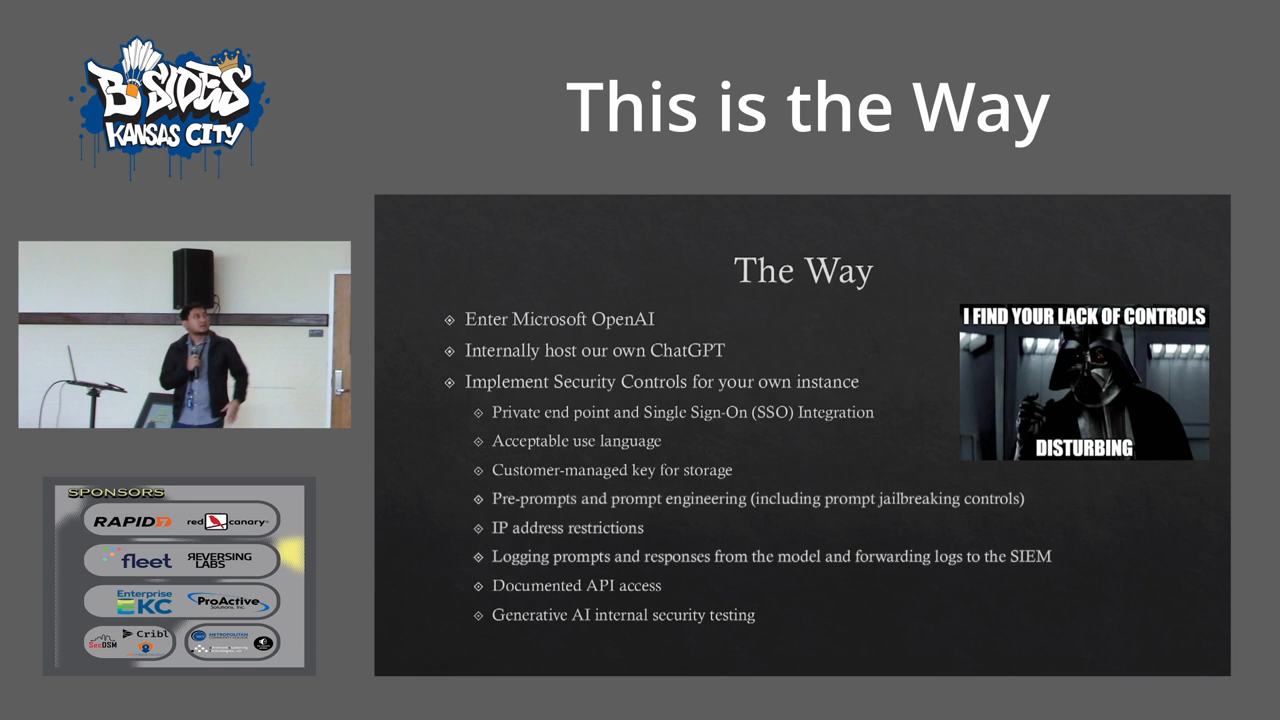 B-SIDES
KANSAS CITY
This is the Way
The Way
Enter Microsoft OpenAI
Internally host our own ChatGPT
Implement Security Controls for your own instance
Private end point and Single Sign-On (SSO) Integration
Acceptable use language
Customer-managed key for storage
Pre-prompts and prompt engineering (including prompt jailbreaking controls)
IP address restrictions
Logging prompts and responses from the model and forwarding logs to the SIEM
Documented API access
Generative AI internal security testing
I FIND YOUR LACK OF CONTROLS
DISTURBING
SPONSORS
RAPID7
red canary
fleet
REVERSING
LABS
Enterprise
EKC
ProActive
Solutions, Inc.
SecDSM
Cribl
METROPOLITAN